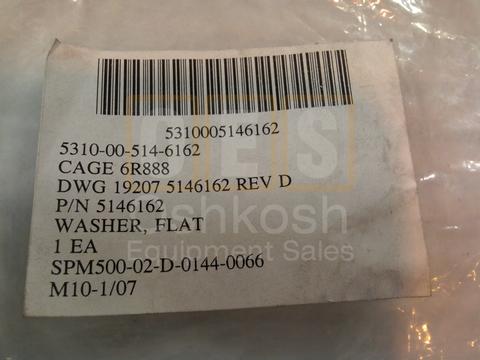 5310005146162
5310-00-514-6162
CAGE 6R888
DWG 19207 5146162 REV D
P/N 5146162
WASHER, FLAT
1 EA
SPM500-02-D-0144-0066
M10-1/07
OES
Oshkosh
Equipment Sales